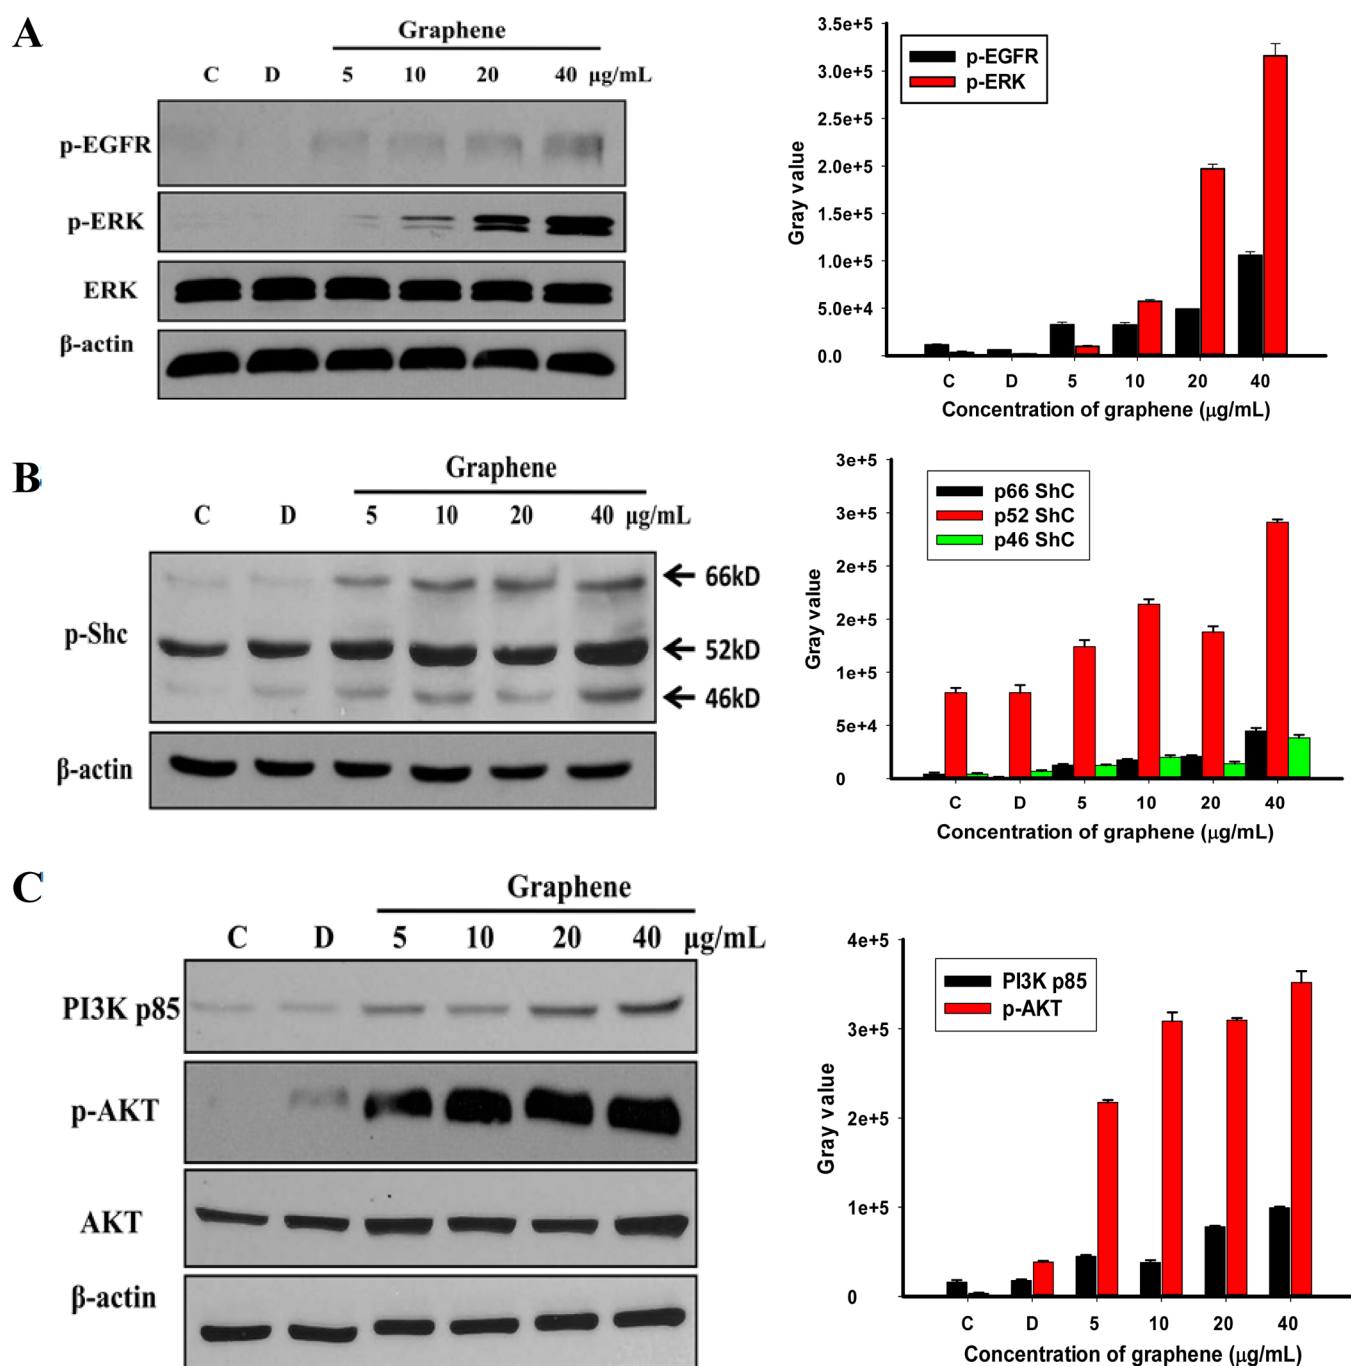 A
Graphene
C D 5 10 20 40 μg/mL
p-EGFR
p-ERK
ERK
β-actin
3.5e+5
3.0e+5
2.5e+5
2.0e+5
1.5e+5
1.0e+5
5.0e+4
0.0
Gray value
p-EGFR
p-ERK
C D 5 10 20 40
Concentration of graphene (μg/mL)
B
Graphene
C D 5 10 20 40 μg/mL
p-Shc
66kD
52kD
46kD
β-actin
3e+5
3e+5
2e+5
2e+5
1e+5
5e+4
0
Gray value
p66 ShC
p52 ShC
p46 ShC
C D 5 10 20 40
Concentration of graphene (μg/mL)
C
Graphene
C D 5 10 20 40 μg/mL
PI3K p85
p-AKT
AKT
β-actin
4e+5
3e+5
2e+5
1e+5
0
Gray value
PI3K p85
p-AKT
C D 5 10 20 40
Concentration of graphene (μg/mL)